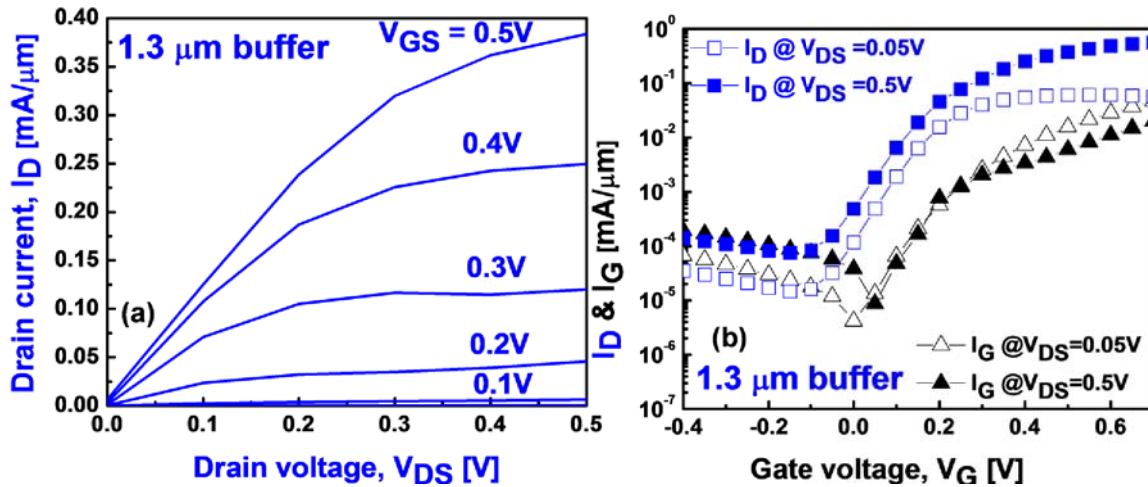 0.40
0.35
0.30
0.25
0.20
0.15
0.10
0.05
0.00
Drain current, I_D [mA/μm]
1.3 μm buffer
V_GS = 0.5V
0.4V
0.3V
(a)
0.2V
0.1V
0.0 0.1 0.2 0.3 0.4 0.5
Drain voltage, V_DS [V]
10^0
10^-1
10^-2
10^-3
10^-4
10^-5
10^-6
10^-7
I_D & I_G [mA/μm]
I_D @ V_DS =0.05V
I_D @ V_DS =0.5V
(b)
I_G @V_DS=0.05V
I_G @V_DS=0.5V
1.3 μm buffer
-0.4 -0.2 0.0 0.2 0.4 0.6
Gate voltage, V_G [V]